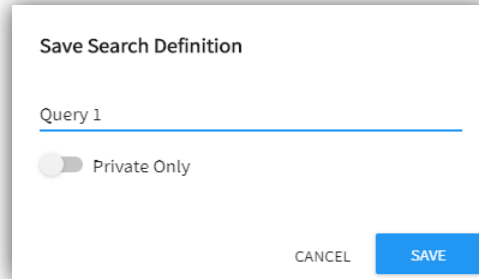 Save Search Definition
Query 1
Private Only
CANCEL SAVE